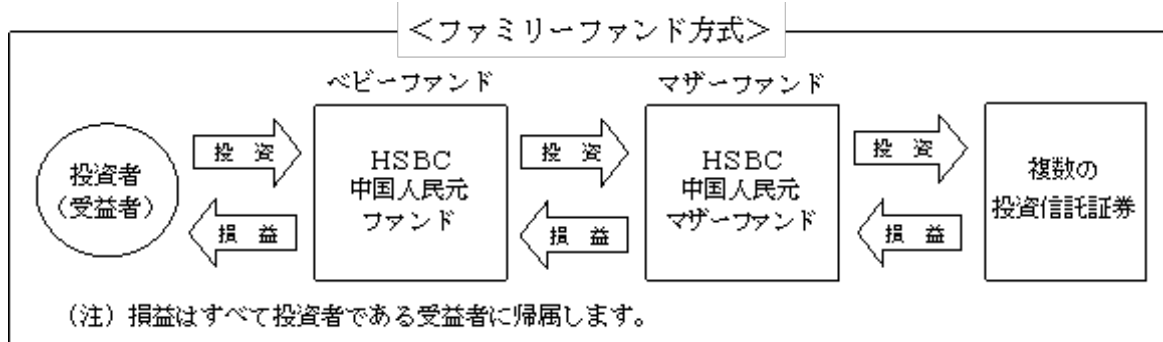 ＜ファミリーファンド方式＞
ベビーファンド
マザーファンド
投資者
（受益者）
投 資
損 益
HSBC
中国人民元
ファンド
投 資
損 益
HSBC
中国人民元
マザーファンド
投 資
損 益
複数の
投資信託証券
（注）損益はすべて投資者である受益者に帰属します。